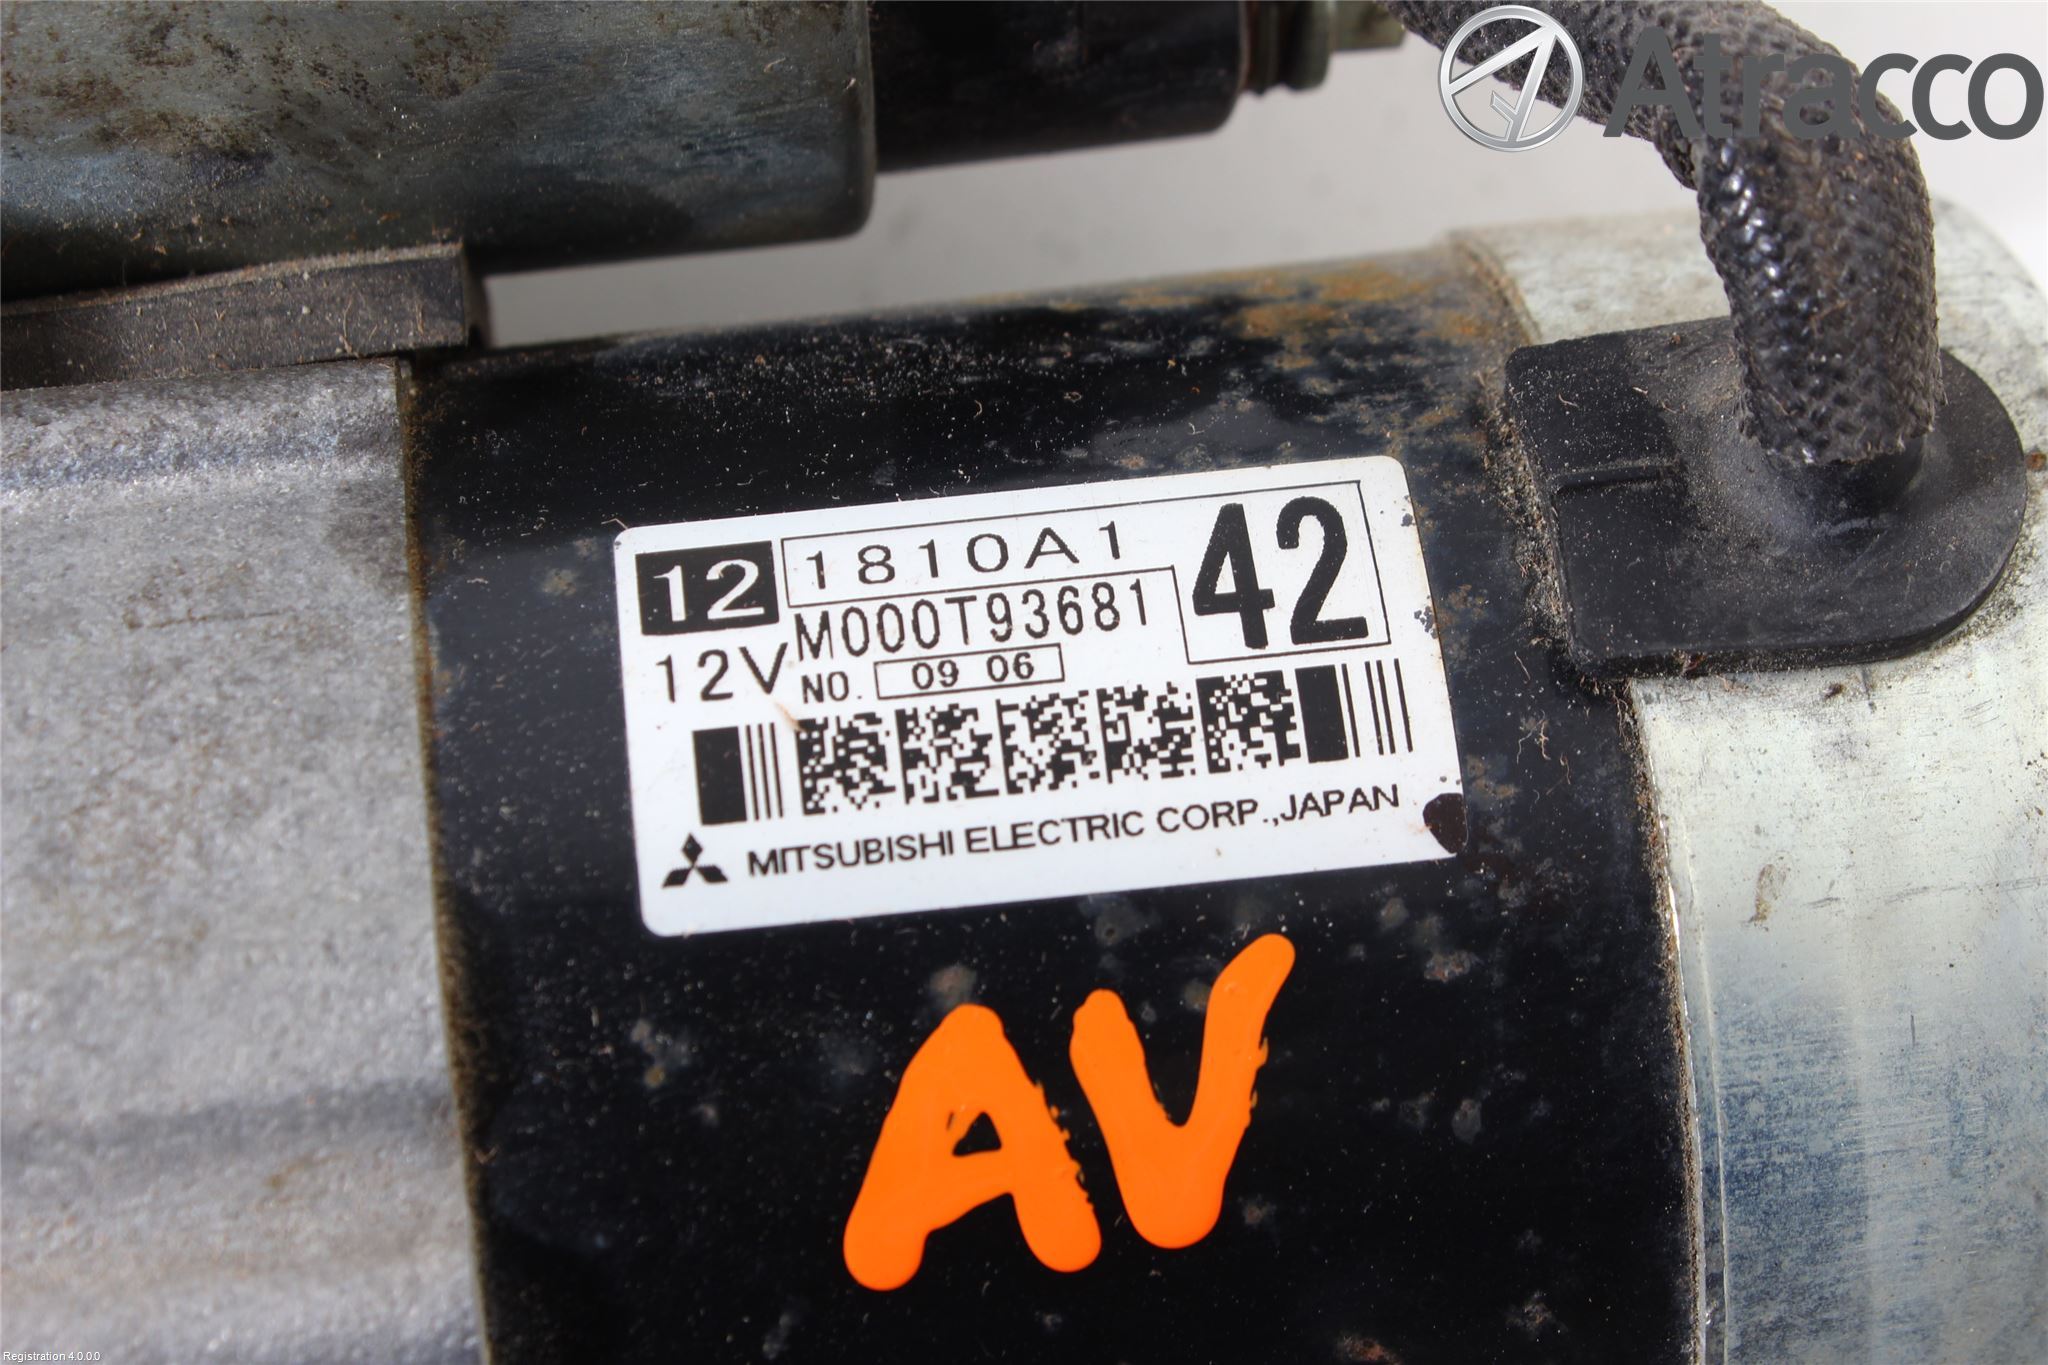 Atracco
12 1810A1 42
M000T93681
12V NO. 09 06
MITSUBISHI ELECTRIC CORP.,JAPAN
AV
Registration 4.0.0.0